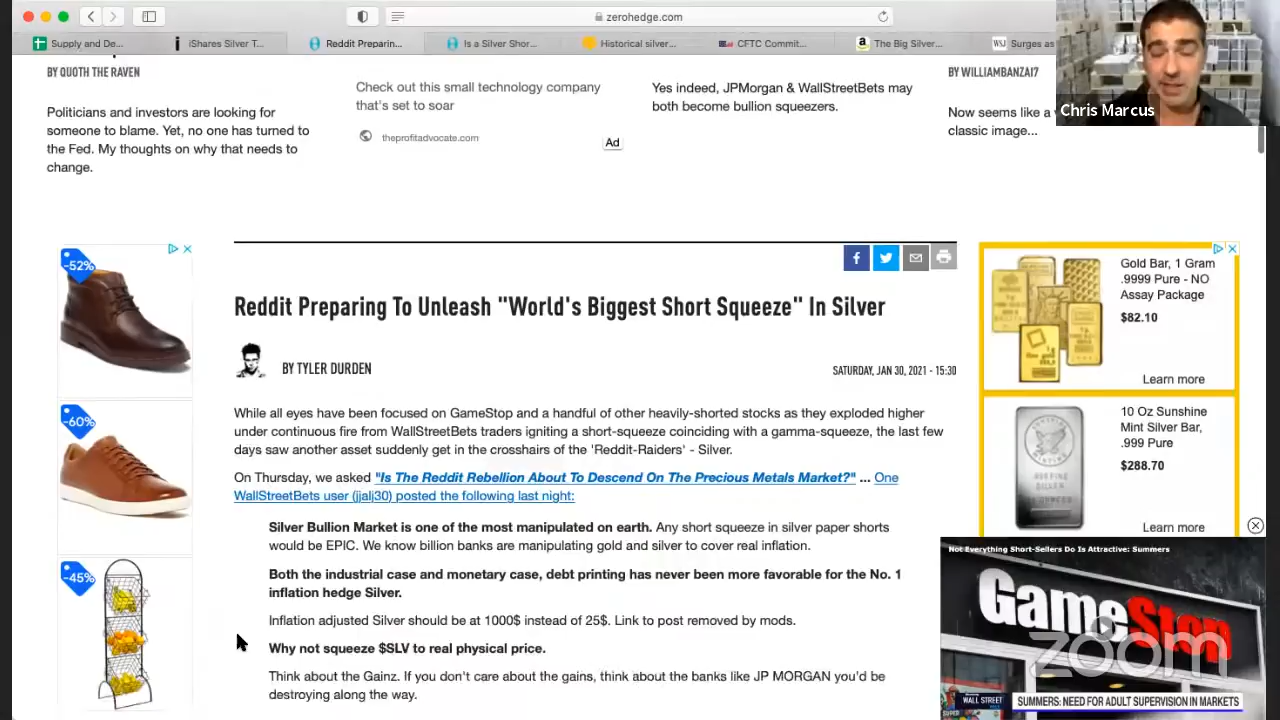 zerohedge.com
Supply and De...
iShares Silver T...
Reddit Preparin...
Is a Silver Shor...
Historical silver...
CFTC Commit...
The Big Silver...
WSJ
Surges as
Chris Marcus
BY QUOTH THE RAVEN
Politicians and investors are looking for
someone to blame. Yet, no one has turned to
the Fed. My thoughts on why that needs to
change.
Check out this small technology company
that's set to soar
theprofitadvocate.com
Ad
Yes indeed, JPMorgan & WallStreetBets may
both become bullion squeezers.
BY WILLIAMBANZAI7
Now seems like a
classic image...
-52%
-60%
-45%
Reddit Preparing To Unleash "World's Biggest Short Squeeze" In Silver
BY TYLER DURDEN
SATURDAY, JAN 30, 2021 - 15:30
While all eyes have been focused on GameStop and a handful of other heavily-shorted stocks as they exploded higher
under continuous fire from WallStreetBets traders igniting a short-squeeze coinciding with a gamma-squeeze, the last few
days saw another asset suddenly get in the crosshairs of the 'Reddit-Raiders' - Silver.
On Thursday, we asked "Is The Reddit Rebellion About To Descend On The Precious Metals Market?" ... One
WallStreetBets user (jjalj30) posted the following last night:
Silver Bullion Market is one of the most manipulated on earth. Any short squeeze in silver paper shorts
would be EPIC. We know billion banks are manipulating gold and silver to cover real inflation.
Both the industrial case and monetary case, debt printing has never been more favorable for the No. 1
inflation hedge Silver.
Inflation adjusted Silver should be at 1000$ instead of 25$. Link to post removed by mods.
Why not squeeze $SLV to real physical price.
Think about the Gainz. If you don't care about the gains, think about the banks like JP MORGAN you'd be
destroying along the way.
Gold Bar, 1 Gram
.9999 Pure - NO
Assay Package
$82.10
Learn more
10 Oz Sunshine
Mint Silver Bar,
.999 Pure
$288.70
Learn more
Not Everything Short-Sellers Do Is Attractive: Summers
GameStop
zoom
WALL STREET
SUMMERS: NEED FOR ADULT SUPERVISION IN MARKETS